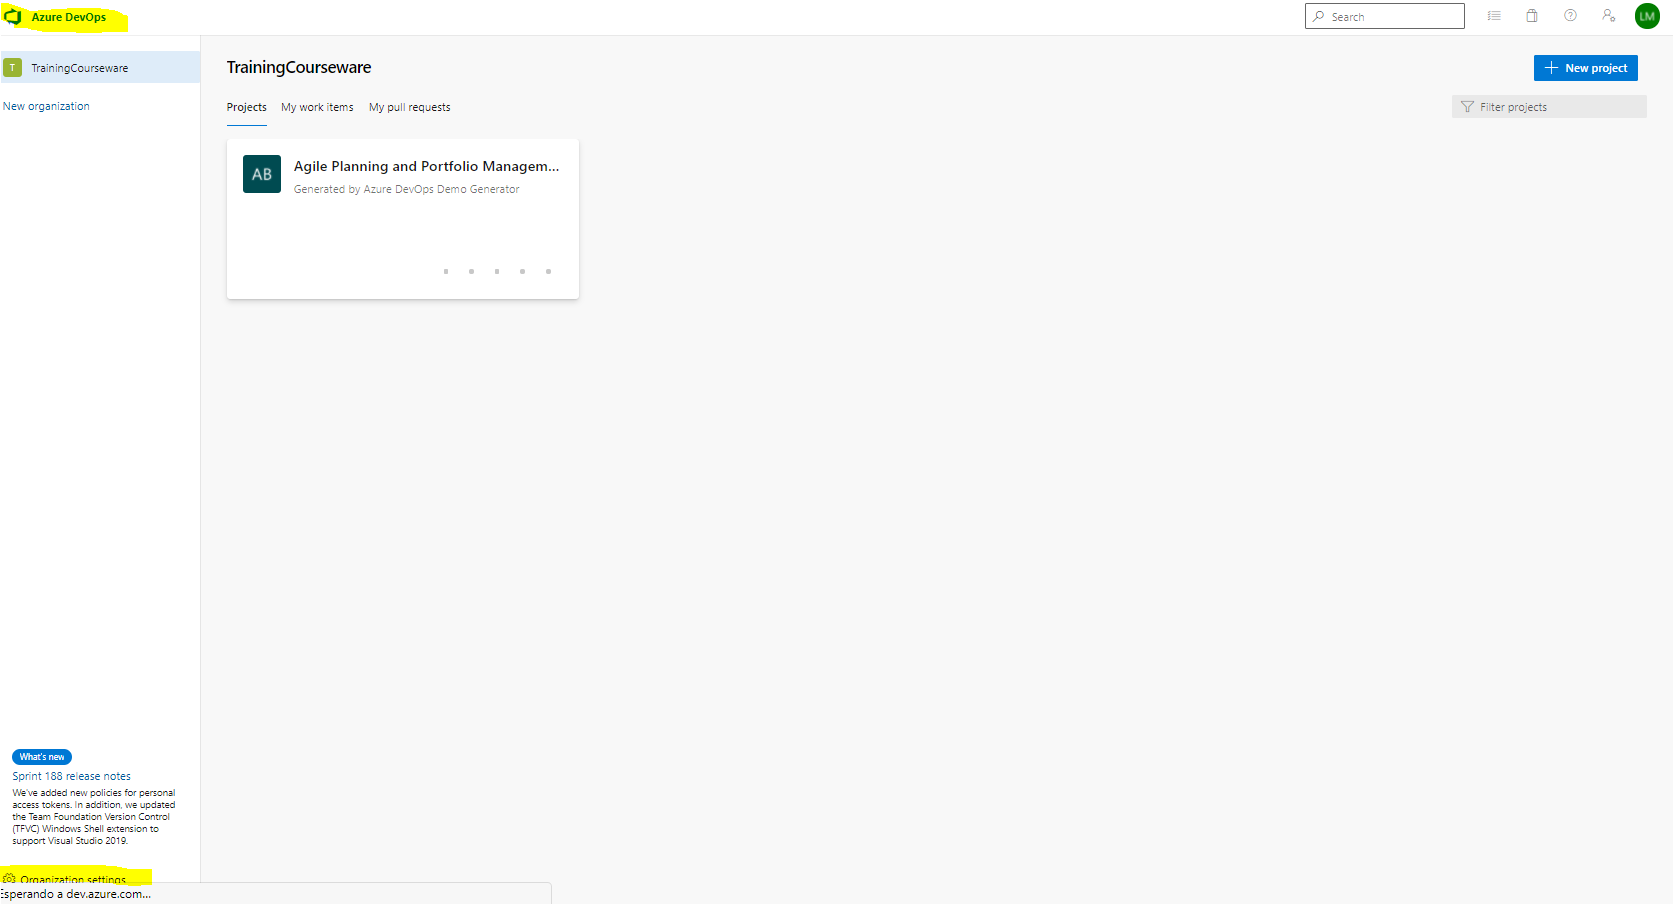 Azure DevOps
Search
LM
T
TrainingCourseware
New organization
TrainingCourseware
New project
Projects
My work items
My pull requests
Filter projects
AB
Agile Planning and Portfolio Managem...
Generated by Azure DevOps Demo Generator
What's new
Sprint 188 release notes
We've added new policies for personal
access tokens. In addition, we updated
the Team Foundation Version Control
(TFVC) Windows Shell extension to
support Visual Studio 2019.
Organization settings
Esperando a dev.azure.com...